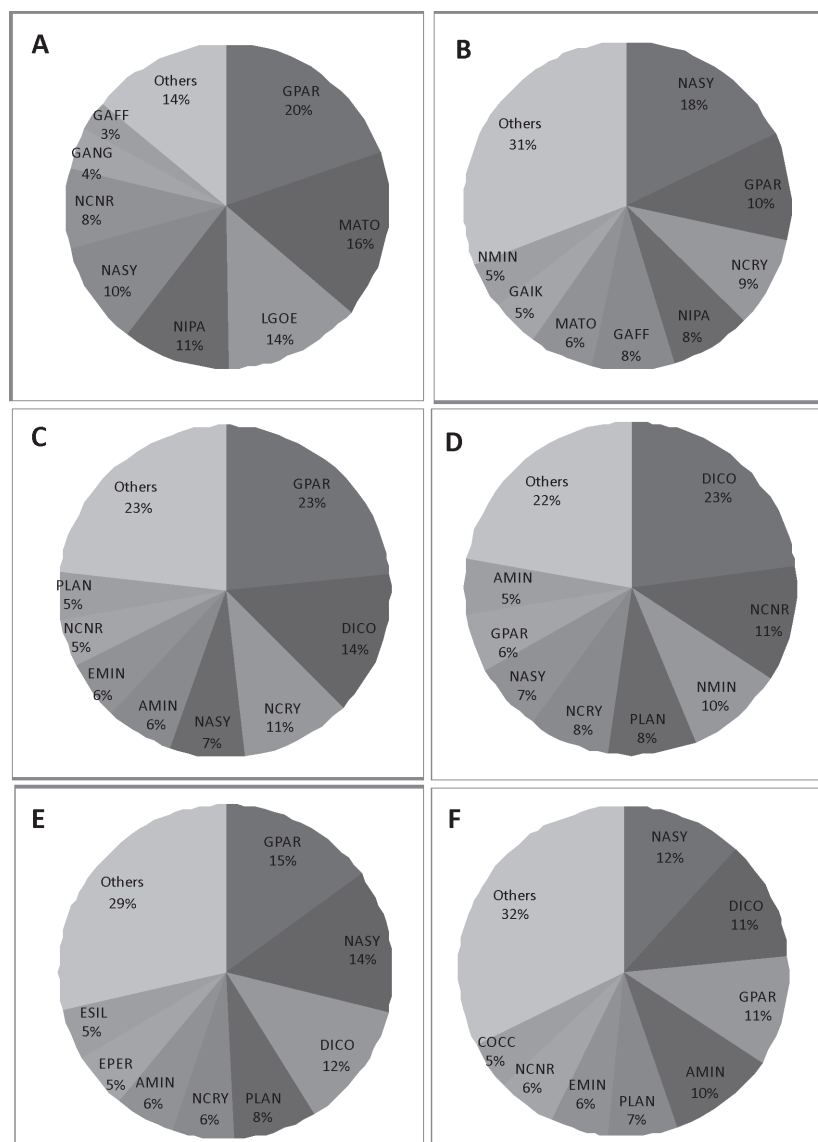 A
Others
14%
GPAR
20%
GAFF
3%
GANG
4%
NCNR
8%
MATO
16%
NASY
10%
NIPA
11%
LGOE
14%
B
NASY
18%
Others
31%
GPAR
10%
NCRY
9%
NMIN
5%
GAIK
5%
MATO
6%
GAFF
8%
NIPA
8%
C
Others
23%
GPAR
23%
PLAN
5%
NCNR
5%
DICO
14%
EMIN
6%
AMIN
6%
NASY
7%
NCRY
11%
D
Others
22%
DICO
23%
AMIN
5%
NCNR
11%
GPAR
6%
NASY
7%
NMIN
10%
NCRY
8%
PLAN
8%
E
GPAR
15%
Others
29%
NASY
14%
ESIL
5%
DICO
12%
EPER
5%
AMIN
6%
NCRY
6%
PLAN
8%
F
NASY
12%
Others
32%
DICO
11%
GPAR
11%
COCC
5%
NCNR
6%
EMIN
6%
PLAN
7%
AMIN
10%